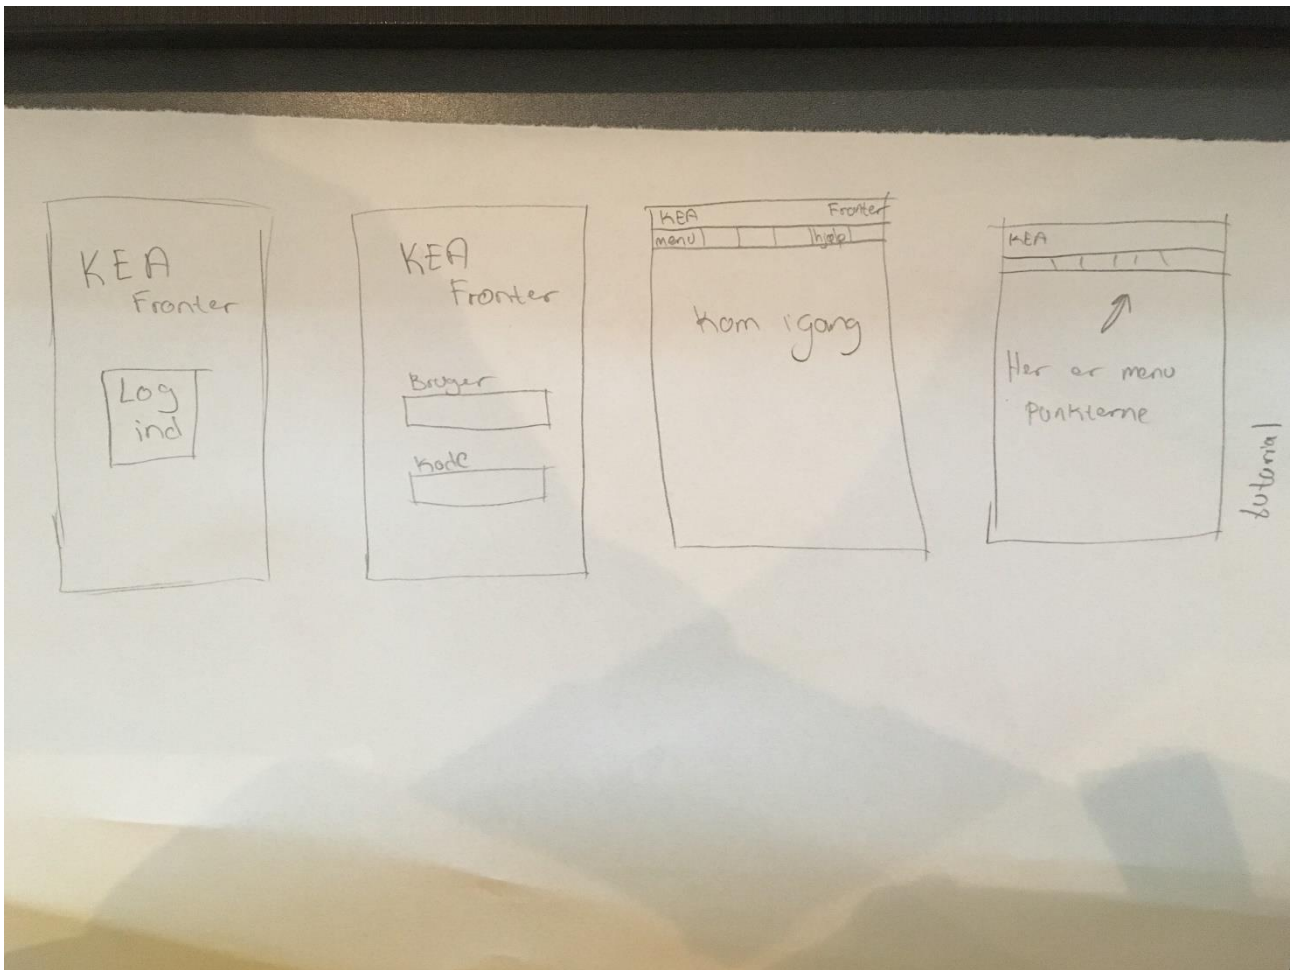 KEA
Fronter
Log
ind
KEA
Fronter
Bruger
Kode
KEA Fronter
menu hjælp
Kom igang
KEA
Her er menu
Punkterne
tutorial